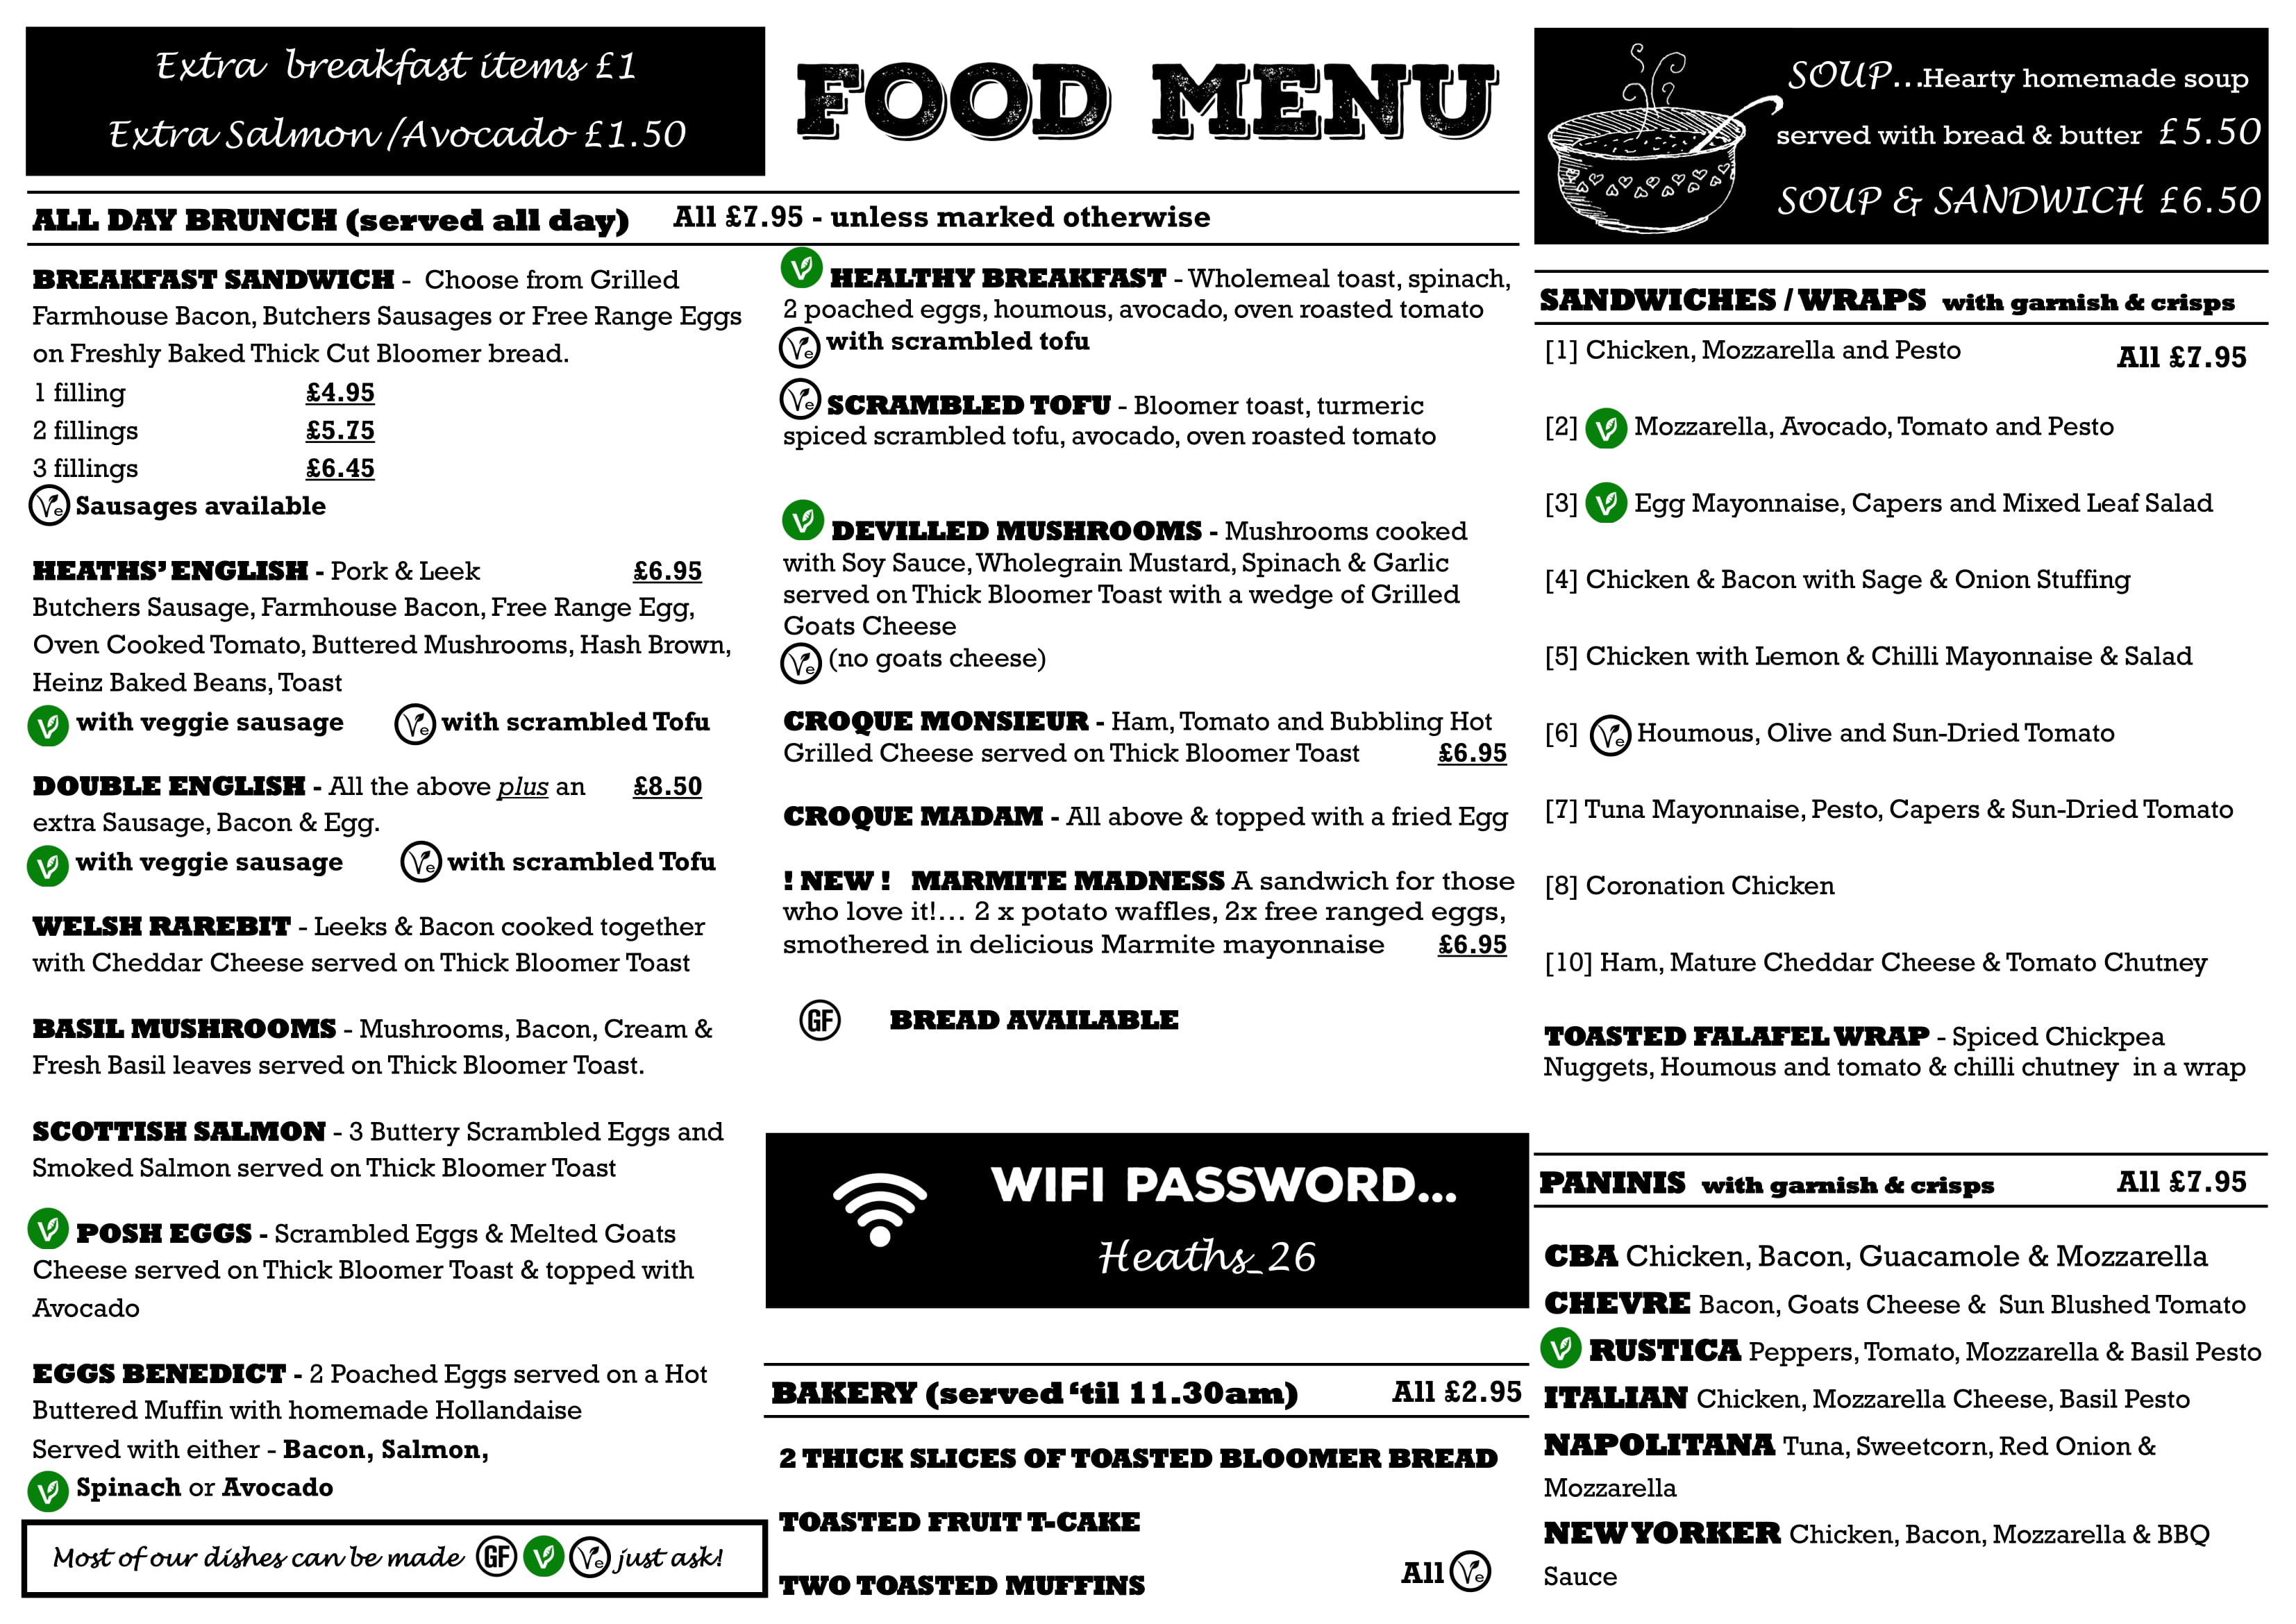 Extra breakfast items £1
Extra Salmon /Avocado £1.50
FOOD MENU
ALL DAY BRUNCH (served all day) All £7.95 - unless marked otherwise
BREAKFAST SANDWICH - Choose from Grilled
Farmhouse Bacon, Butchers Sausages or Free Range Eggs
on Freshly Baked Thick Cut Bloomer bread.
1 filling £4.95
2 fillings £5.75
3 fillings £6.45
Ve Sausages available
HEATHS' ENGLISH - Pork & Leek £6.95
Butchers Sausage, Farmhouse Bacon, Free Range Egg,
Oven Cooked Tomato, Buttered Mushrooms, Hash Brown,
Heinz Baked Beans, Toast
V with veggie sausage Ve with scrambled Tofu
DOUBLE ENGLISH - All the above plus an £8.50
extra Sausage, Bacon & Egg.
V with veggie sausage Ve with scrambled Tofu
WELSH RAREBIT - Leeks & Bacon cooked together
with Cheddar Cheese served on Thick Bloomer Toast
BASIL MUSHROOMS - Mushrooms, Bacon, Cream &
Fresh Basil leaves served on Thick Bloomer Toast.
SCOTTISH SALMON - 3 Buttery Scrambled Eggs and
Smoked Salmon served on Thick Bloomer Toast
V POSH EGGS - Scrambled Eggs & Melted Goats
Cheese served on Thick Bloomer Toast & topped with
Avocado
EGGS BENEDICT - 2 Poached Eggs served on a Hot
Buttered Muffin with homemade Hollandaise
Served with either - Bacon, Salmon,
V Spinach or Avocado
Most of our dishes can be made GF V Ve just ask!
V HEALTHY BREAKFAST - Wholemeal toast, spinach,
2 poached eggs, houmous, avocado, oven roasted tomato
Ve with scrambled tofu
Ve SCRAMBLED TOFU - Bloomer toast, turmeric
spiced scrambled tofu, avocado, oven roasted tomato
V DEVILLED MUSHROOMS - Mushrooms cooked
with Soy Sauce, Wholegrain Mustard, Spinach & Garlic
served on Thick Bloomer Toast with a wedge of Grilled
Goats Cheese
Ve (no goats cheese)
CROQUE MONSIEUR - Ham, Tomato and Bubbling Hot
Grilled Cheese served on Thick Bloomer Toast £6.95
CROQUE MADAM - All above & topped with a fried Egg
! NEW ! MARMITE MADNESS A sandwich for those
who love it!... 2 x potato waffles, 2x free ranged eggs,
smothered in delicious Marmite mayonnaise £6.95
GF BREAD AVAILABLE
WIFI PASSWORD...
Heaths_26
BAKERY (served 'til 11.30am) All £2.95
2 THICK SLICES OF TOASTED BLOOMER BREAD
TOASTED FRUIT T-CAKE
TWO TOASTED MUFFINS All Ve
SOUP...Hearty homemade soup
served with bread & butter £5.50
SOUP & SANDWICH £6.50
SANDWICHES / WRAPS with garnish & crisps
[1] Chicken, Mozzarella and Pesto All £7.95
[2] V Mozzarella, Avocado, Tomato and Pesto
[3] V Egg Mayonnaise, Capers and Mixed Leaf Salad
[4] Chicken & Bacon with Sage & Onion Stuffing
[5] Chicken with Lemon & Chilli Mayonnaise & Salad
[6] Ve Houmous, Olive and Sun-Dried Tomato
[7] Tuna Mayonnaise, Pesto, Capers & Sun-Dried Tomato
[8] Coronation Chicken
[10] Ham, Mature Cheddar Cheese & Tomato Chutney
TOASTED FALAFEL WRAP - Spiced Chickpea
Nuggets, Houmous and tomato & chilli chutney in a wrap
PANINIS with garnish & crisps All £7.95
CBA Chicken, Bacon, Guacamole & Mozzarella
CHEVRE Bacon, Goats Cheese & Sun Blushed Tomato
V RUSTICA Peppers, Tomato, Mozzarella & Basil Pesto
ITALIAN Chicken, Mozzarella Cheese, Basil Pesto
NAPOLITANA Tuna, Sweetcorn, Red Onion &
Mozzarella
NEW YORKER Chicken, Bacon, Mozzarella & BBQ
Sauce